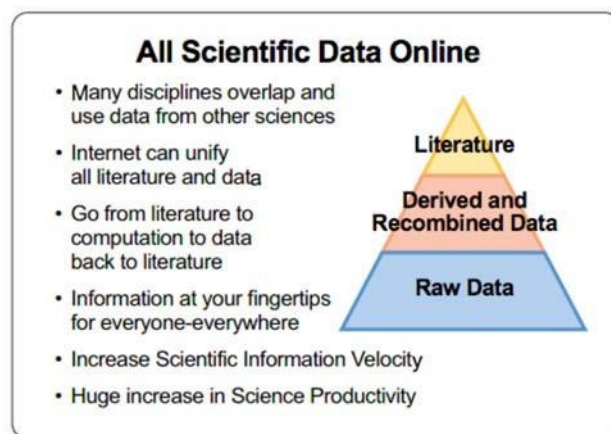 All Scientific Data Online
• Many disciplines overlap and
use data from other sciences
• Internet can unify
all literature and data
• Go from literature to
computation to data
back to literature
• Information at your fingertips
for everyone-everywhere
• Increase Scientific Information Velocity
• Huge increase in Science Productivity
Literature
Derived and
Recombined Data
Raw Data